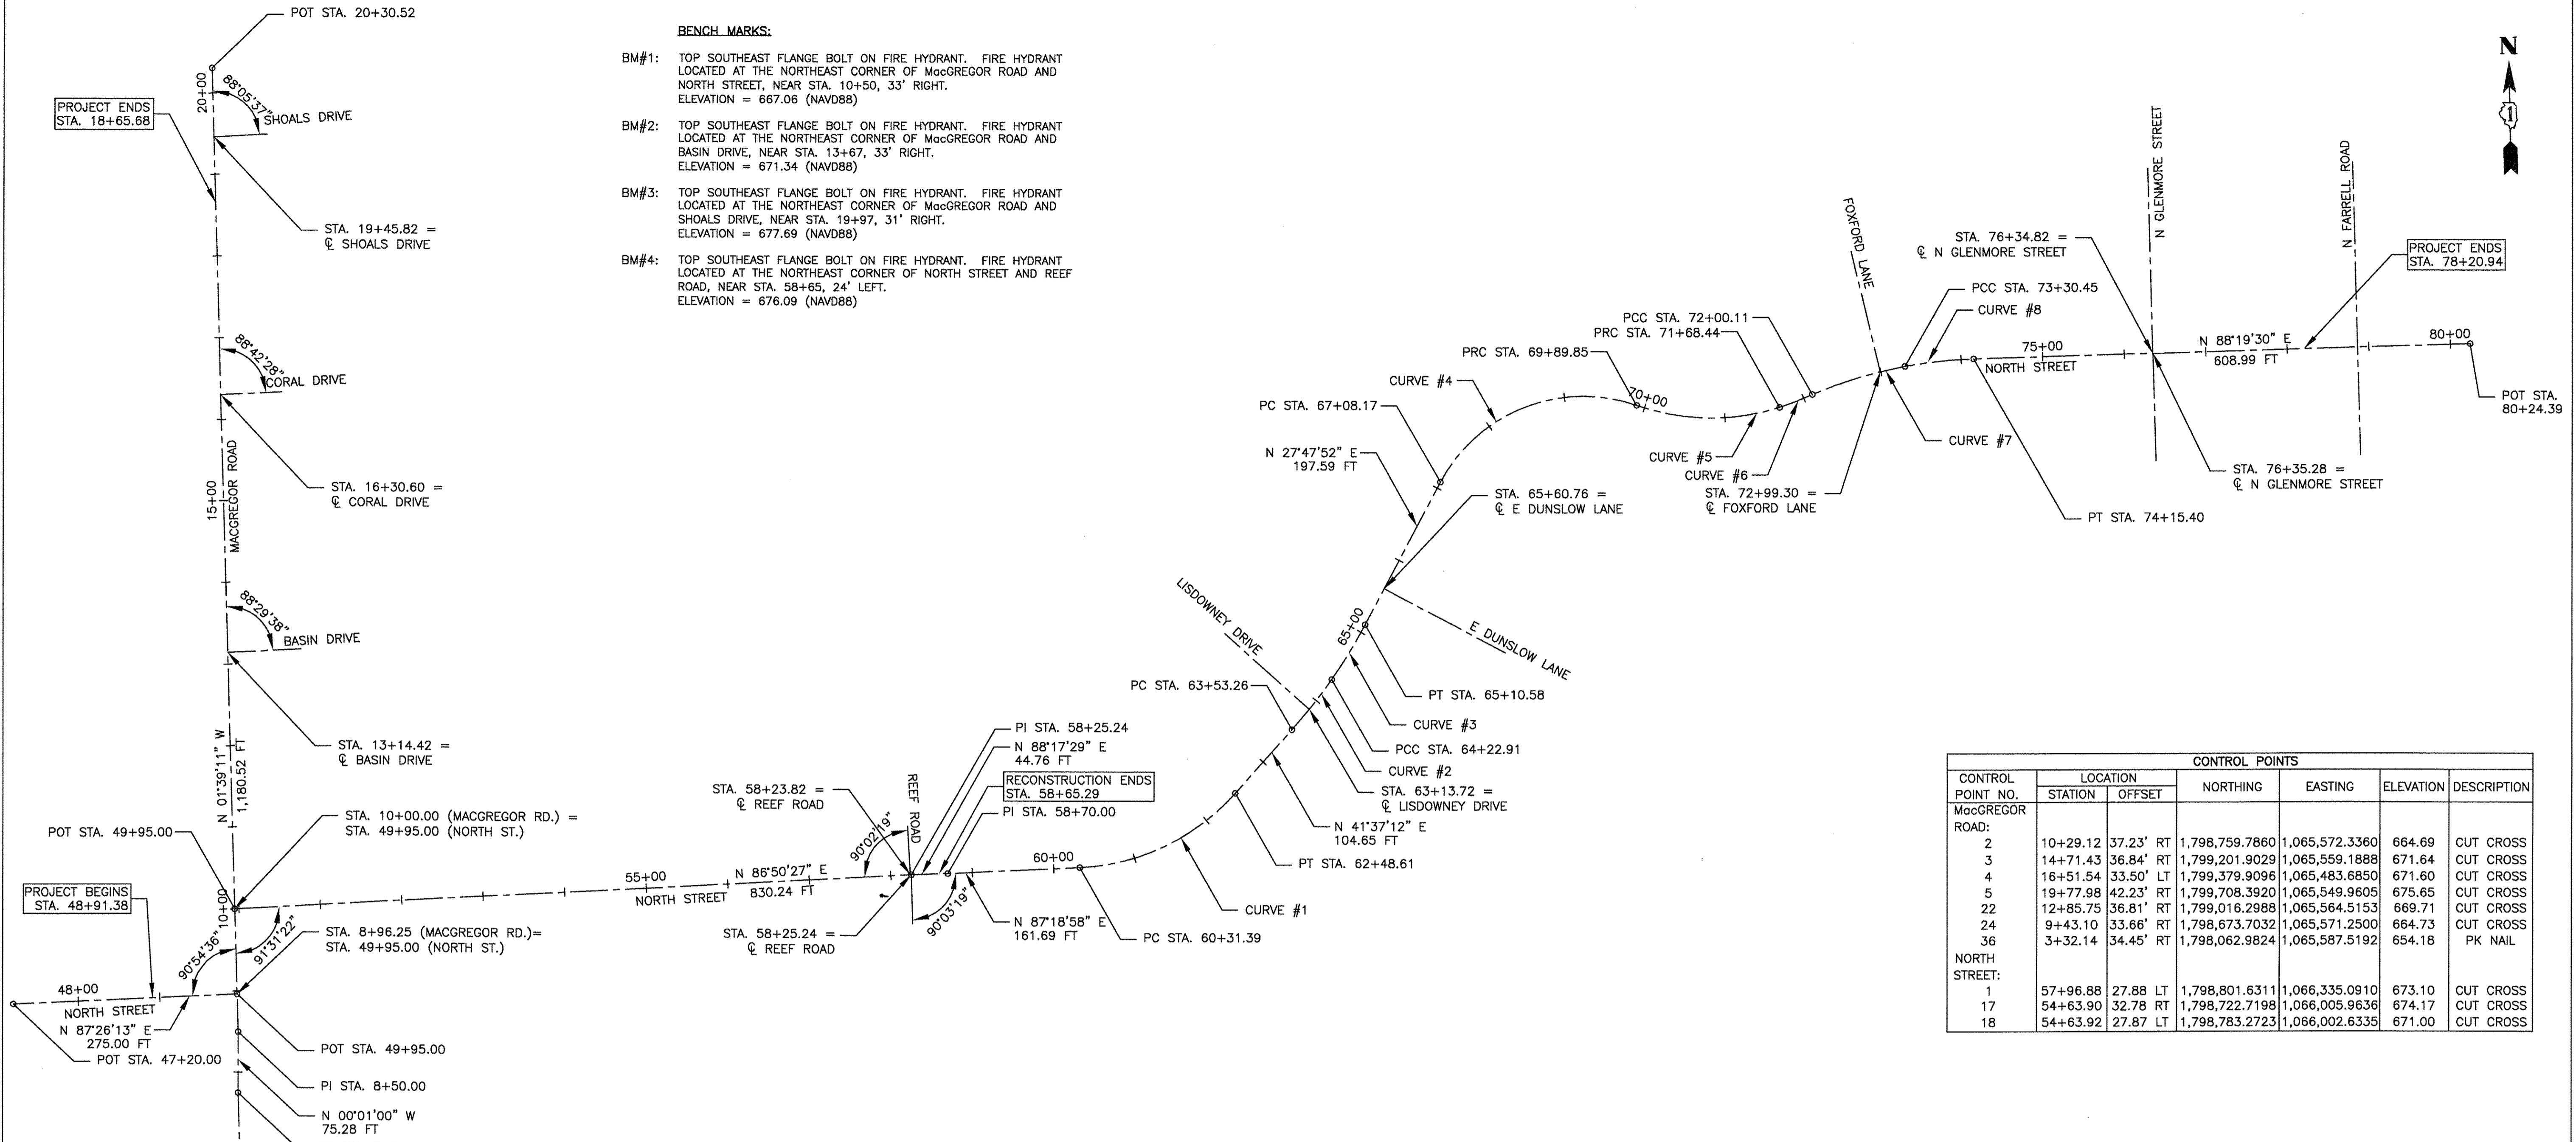 POT STA. 20+30.52
20+00
88°05'37"
SHOALS DRIVE
PROJECT ENDS
STA. 18+65.68
STA. 19+45.82 =
℄ SHOALS DRIVE
88°42'28"
CORAL DRIVE
STA. 16+30.60 =
℄ CORAL DRIVE
15+00
MACGREGOR ROAD
88°29'38"
BASIN DRIVE
STA. 13+14.42 =
℄ BASIN DRIVE
N 01°39'11" W
1,180.52 FT
POT STA. 49+95.00
STA. 10+00.00 (MACGREGOR RD.) =
STA. 49+95.00 (NORTH ST.)
10+00
PROJECT BEGINS
STA. 48+91.38
90°54'36"
91°31'22"
STA. 8+96.25 (MACGREGOR RD.)=
STA. 49+95.00 (NORTH ST.)
48+00
NORTH STREET
N 87°26'13" E
275.00 FT
POT STA. 47+20.00
POT STA. 49+95.00
PI STA. 8+50.00
N 00°01'00" W
75.28 FT
BENCH MARKS:
BM#1: TOP SOUTHEAST FLANGE BOLT ON FIRE HYDRANT. FIRE HYDRANT
LOCATED AT THE NORTHEAST CORNER OF MacGREGOR ROAD AND
NORTH STREET, NEAR STA. 10+50, 33' RIGHT.
ELEVATION = 667.06 (NAVD88)
BM#2: TOP SOUTHEAST FLANGE BOLT ON FIRE HYDRANT. FIRE HYDRANT
LOCATED AT THE NORTHEAST CORNER OF MacGREGOR ROAD AND
BASIN DRIVE, NEAR STA. 13+67, 33' RIGHT.
ELEVATION = 671.34 (NAVD88)
BM#3: TOP SOUTHEAST FLANGE BOLT ON FIRE HYDRANT. FIRE HYDRANT
LOCATED AT THE NORTHEAST CORNER OF MacGREGOR ROAD AND
SHOALS DRIVE, NEAR STA. 19+97, 31' RIGHT.
ELEVATION = 677.69 (NAVD88)
BM#4: TOP SOUTHEAST FLANGE BOLT ON FIRE HYDRANT. FIRE HYDRANT
LOCATED AT THE NORTHEAST CORNER OF NORTH STREET AND REEF
ROAD, NEAR STA. 58+65, 24' LEFT.
ELEVATION = 676.09 (NAVD88)
55+00
NORTH STREET
N 86°50'27" E
830.24 FT
STA. 58+23.82 =
℄ REEF ROAD
90°02'19"
REEF ROAD
PI STA. 58+25.24
N 88°17'29" E
44.76 FT
RECONSTRUCTION ENDS
STA. 58+65.29
PI STA. 58+70.00
60+00
STA. 58+25.24 =
℄ REEF ROAD
90°03'19"
N 87°18'58" E
161.69 FT
PC STA. 60+31.39
CURVE #1
PT STA. 62+48.61
N 41°37'12" E
104.65 FT
STA. 63+13.72 =
℄ LISDOWNEY DRIVE
PC STA. 63+53.26
LISDOWNEY DRIVE
CURVE #2
PCC STA. 64+22.91
CURVE #3
PT STA. 65+10.58
65+00
E DUNSLOW LANE
STA. 65+60.76 =
℄ E DUNSLOW LANE
N 27°47'52" E
197.59 FT
PC STA. 67+08.17
CURVE #4
PRC STA. 69+89.85
70+00
PCC STA. 72+00.11
PRC STA. 71+68.44
CURVE #5
CURVE #6
STA. 72+99.30 =
℄ FOXFORD LANE
FOXFORD LANE
CURVE #7
PCC STA. 73+30.45
CURVE #8
PT STA. 74+15.40
STA. 76+34.82 =
℄ N GLENMORE STREET
75+00
NORTH STREET
N GLENMORE STREET
STA. 76+35.28 =
℄ N GLENMORE STREET
N 88°19'30" E
608.99 FT
N FARRELL ROAD
PROJECT ENDS
STA. 78+20.94
80+00
POT STA.
80+24.39
N
1
CONTROL POINTS
CONTROL POINT NO. LOCATION STATION OFFSET NORTHING EASTING ELEVATION DESCRIPTION
MacGREGOR
ROAD:
2 10+29.12 37.23' RT 1,798,759.7860 1,065,572.3360 664.69 CUT CROSS
3 14+71.43 36.84' RT 1,799,201.9029 1,065,559.1888 671.64 CUT CROSS
4 16+51.54 33.50' LT 1,799,379.9096 1,065,483.6850 671.60 CUT CROSS
5 19+77.98 42.23' RT 1,799,708.3920 1,065,549.9605 675.65 CUT CROSS
22 12+85.75 36.81' RT 1,799,016.2988 1,065,564.5153 669.71 CUT CROSS
24 9+43.10 33.66' RT 1,798,673.7032 1,065,571.2500 664.73 CUT CROSS
36 3+32.14 34.45' RT 1,798,062.9824 1,065,587.5192 654.18 PK NAIL
NORTH
STREET:
1 57+96.88 27.88 LT 1,798,801.6311 1,066,335.0910 673.10 CUT CROSS
17 54+63.90 32.78 RT 1,798,722.7198 1,066,005.9636 674.17 CUT CROSS
18 54+63.92 27.87 LT 1,798,783.2723 1,066,002.6335 671.00 CUT CROSS